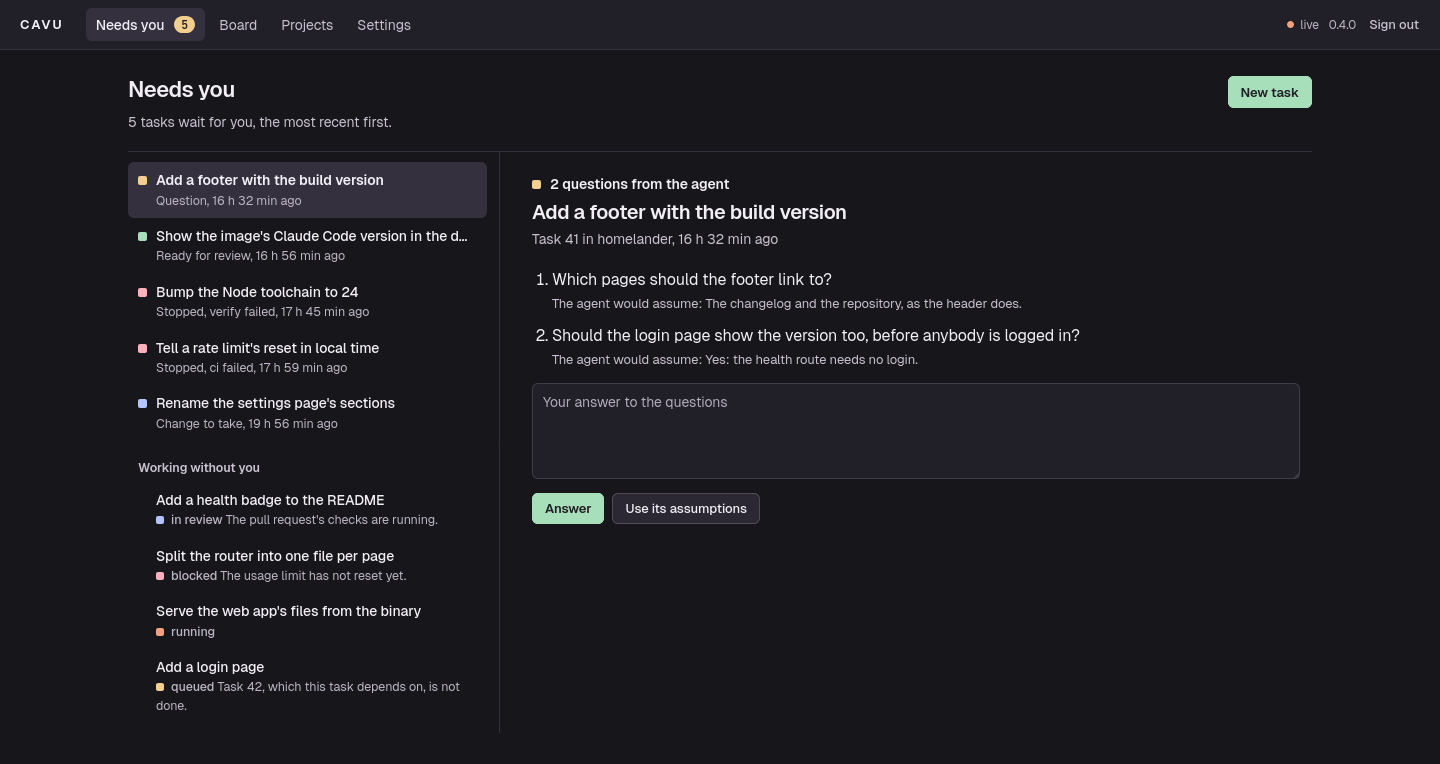 CAVU
Needs you 5
Board
Projects
Settings
live 0.4.0 Sign out
Needs you
New task
5 tasks wait for you, the most recent first.
Add a footer with the build version
Question, 16 h 32 min ago
Show the image's Claude Code version in the d…
Ready for review, 16 h 56 min ago
Bump the Node toolchain to 24
Stopped, verify failed, 17 h 45 min ago
Tell a rate limit's reset in local time
Stopped, ci failed, 17 h 59 min ago
Rename the settings page's sections
Change to take, 19 h 56 min ago
Working without you
Add a health badge to the README
in review The pull request's checks are running.
Split the router into one file per page
blocked The usage limit has not reset yet.
Serve the web app's files from the binary
running
Add a login page
queued Task 42, which this task depends on, is not
done.
2 questions from the agent
Add a footer with the build version
Task 41 in homelander, 16 h 32 min ago
1. Which pages should the footer link to?
The agent would assume: The changelog and the repository, as the header does.
2. Should the login page show the version too, before anybody is logged in?
The agent would assume: Yes: the health route needs no login.
Your answer to the questions
Answer
Use its assumptions